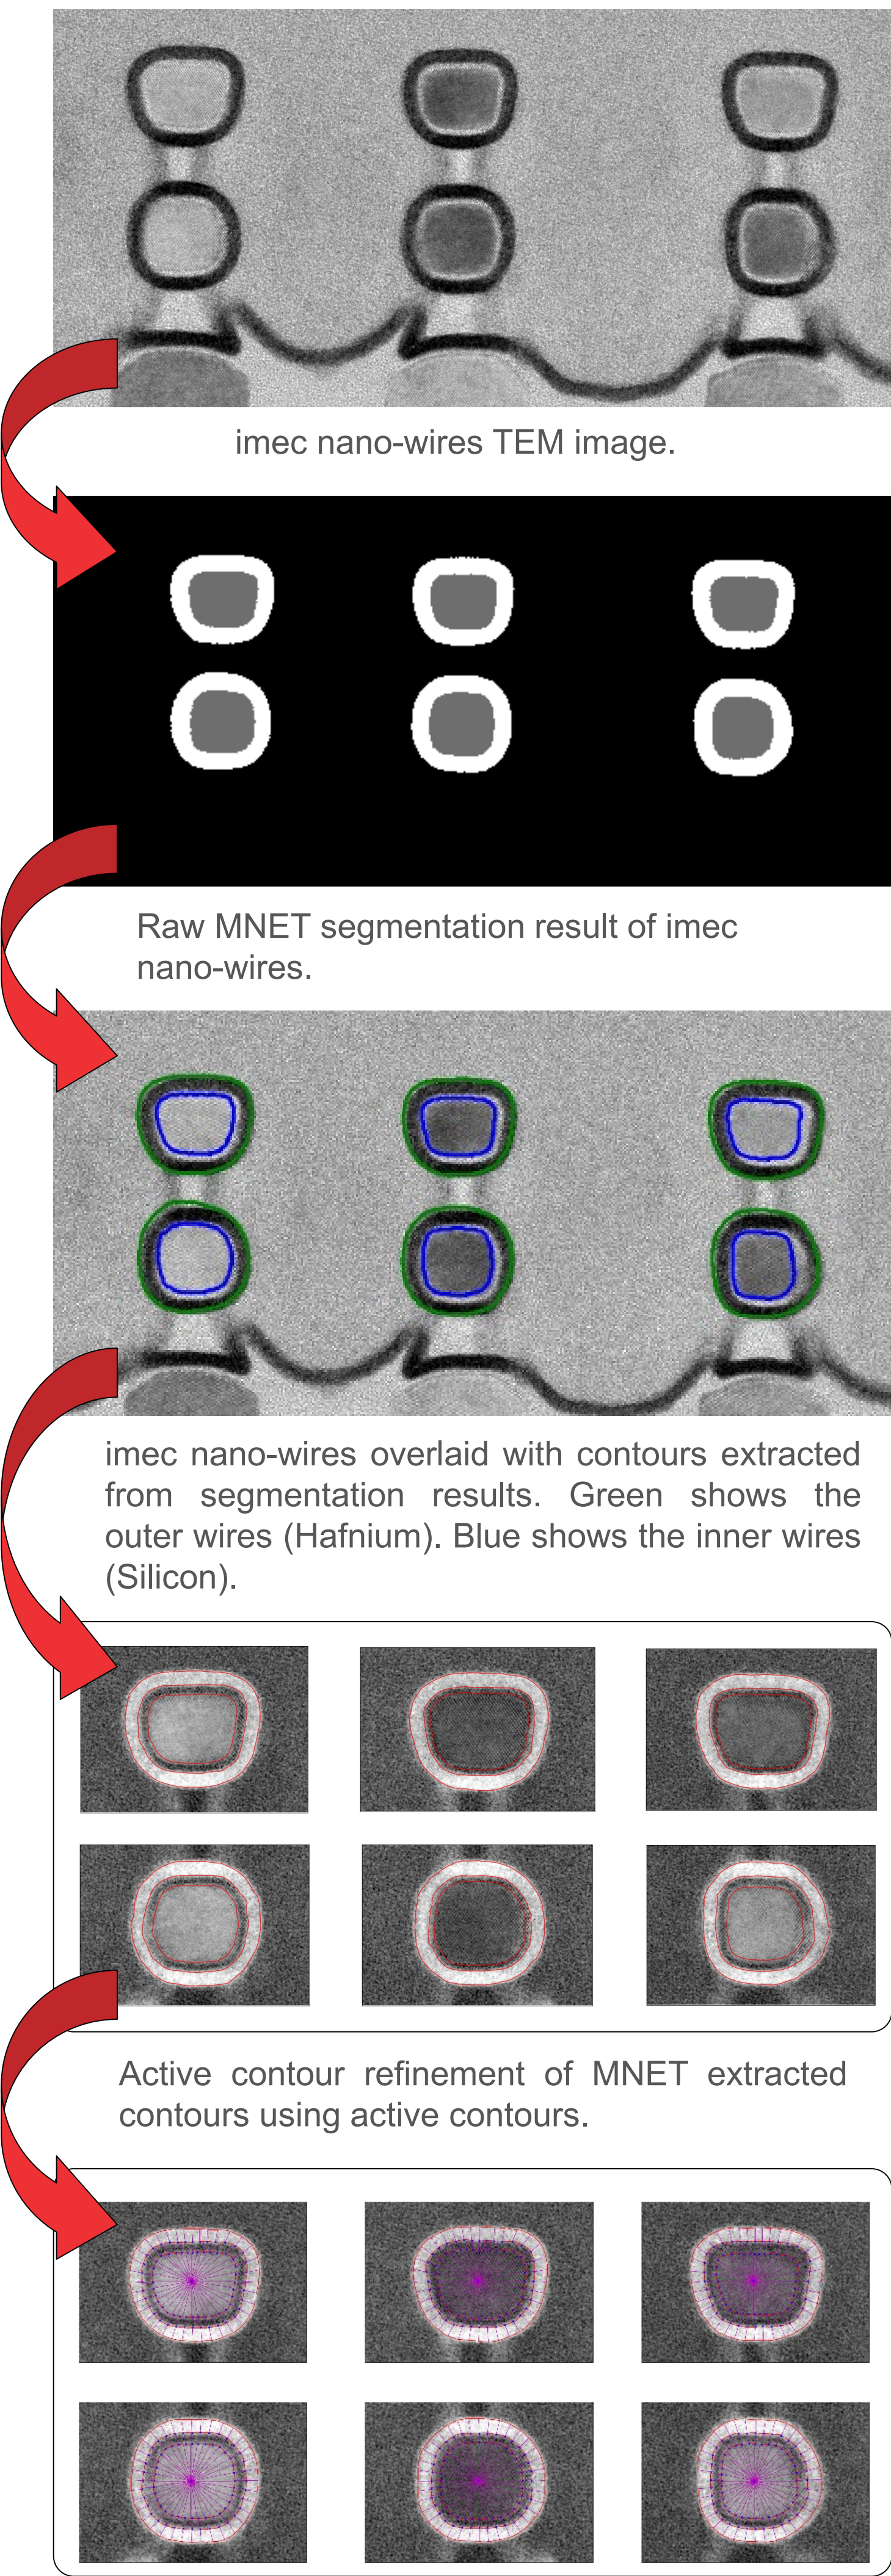 imec nano-wires TEM image.
Raw MNET segmentation result of imec
nano-wires.
imec nano-wires overlaid with contours extracted
from segmentation results. Green shows the
outer wires (Hafnium). Blue shows the inner wires
(Silicon).
Active contour refinement of MNET extracted
contours using active contours.